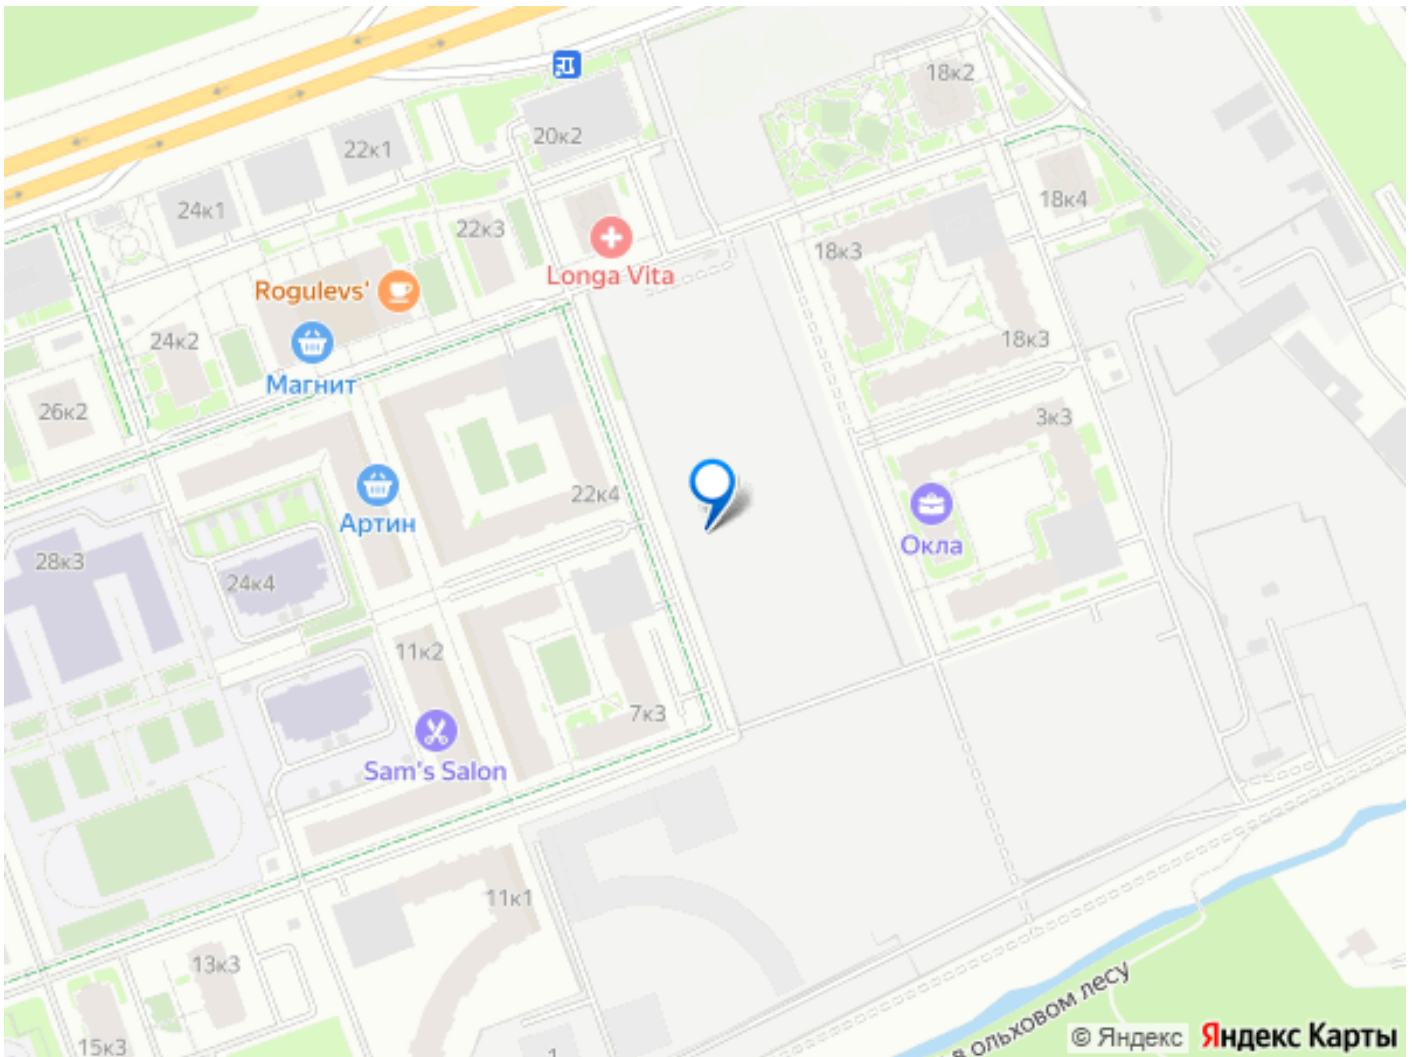 18к2
20к2
22к1
18к4
24к1
22к3
18к3
Longa Vita
Rogulevs'
24к2
18к3
Магнит
26к2
3к3
22к4
Артин
Окла
28к3
24к4
11к2
7к3
Sam's Salon
11к1
13к3
в ольховом лесу
15к3
1
© Яндекс
Яндекс Карты